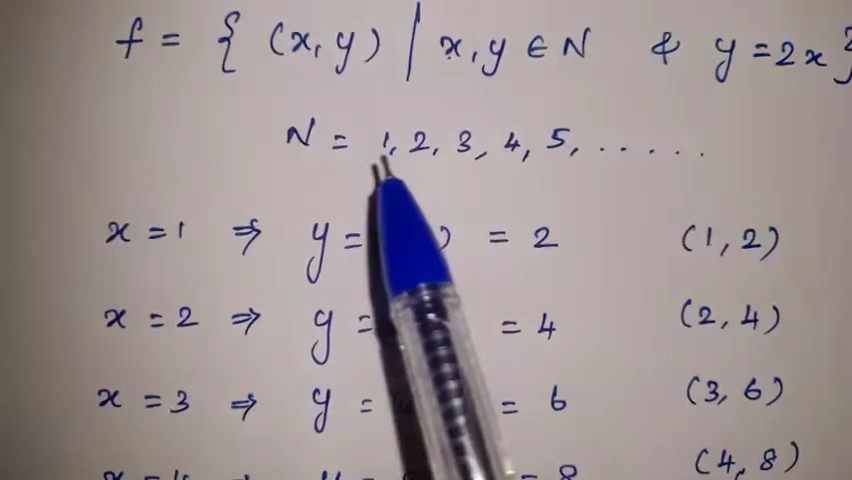 f = { (x, y) / x, y ∈ N & y = 2x }
N = 1, 2, 3, 4, 5, .....
x = 1 ⇒ y = ) = 2 (1, 2)
x = 2 ⇒ y = = 4 (2, 4)
x = 3 ⇒ y = = 6 (3, 6)
= 8 (4, 8)